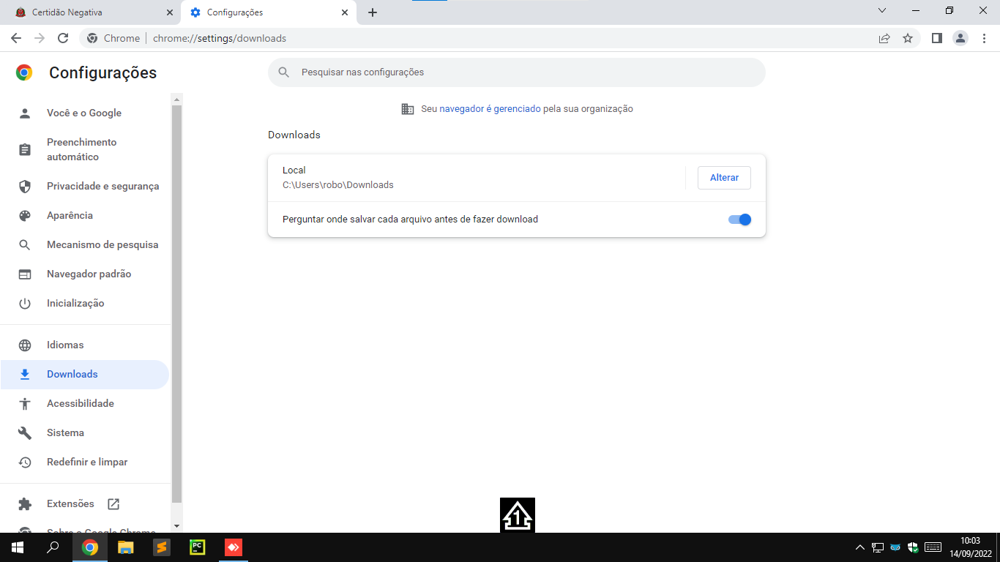 Certidão Negativa
Configurações
Chrome
chrome://settings/downloads
Configurações
Pesquisar nas configurações
Você e o Google
Preenchimento
automático
Privacidade e segurança
Aparência
Mecanismo de pesquisa
Navegador padrão
Inicialização
Idiomas
Downloads
Acessibilidade
Sistema
Redefinir e limpar
Extensões
Sobre o Google Chrome
Seu navegador é gerenciado pela sua organização
Downloads
Local
C:\Users\robo\Downloads
Alterar
Perguntar onde salvar cada arquivo antes de fazer download
1
PC
10:03
14/09/2022